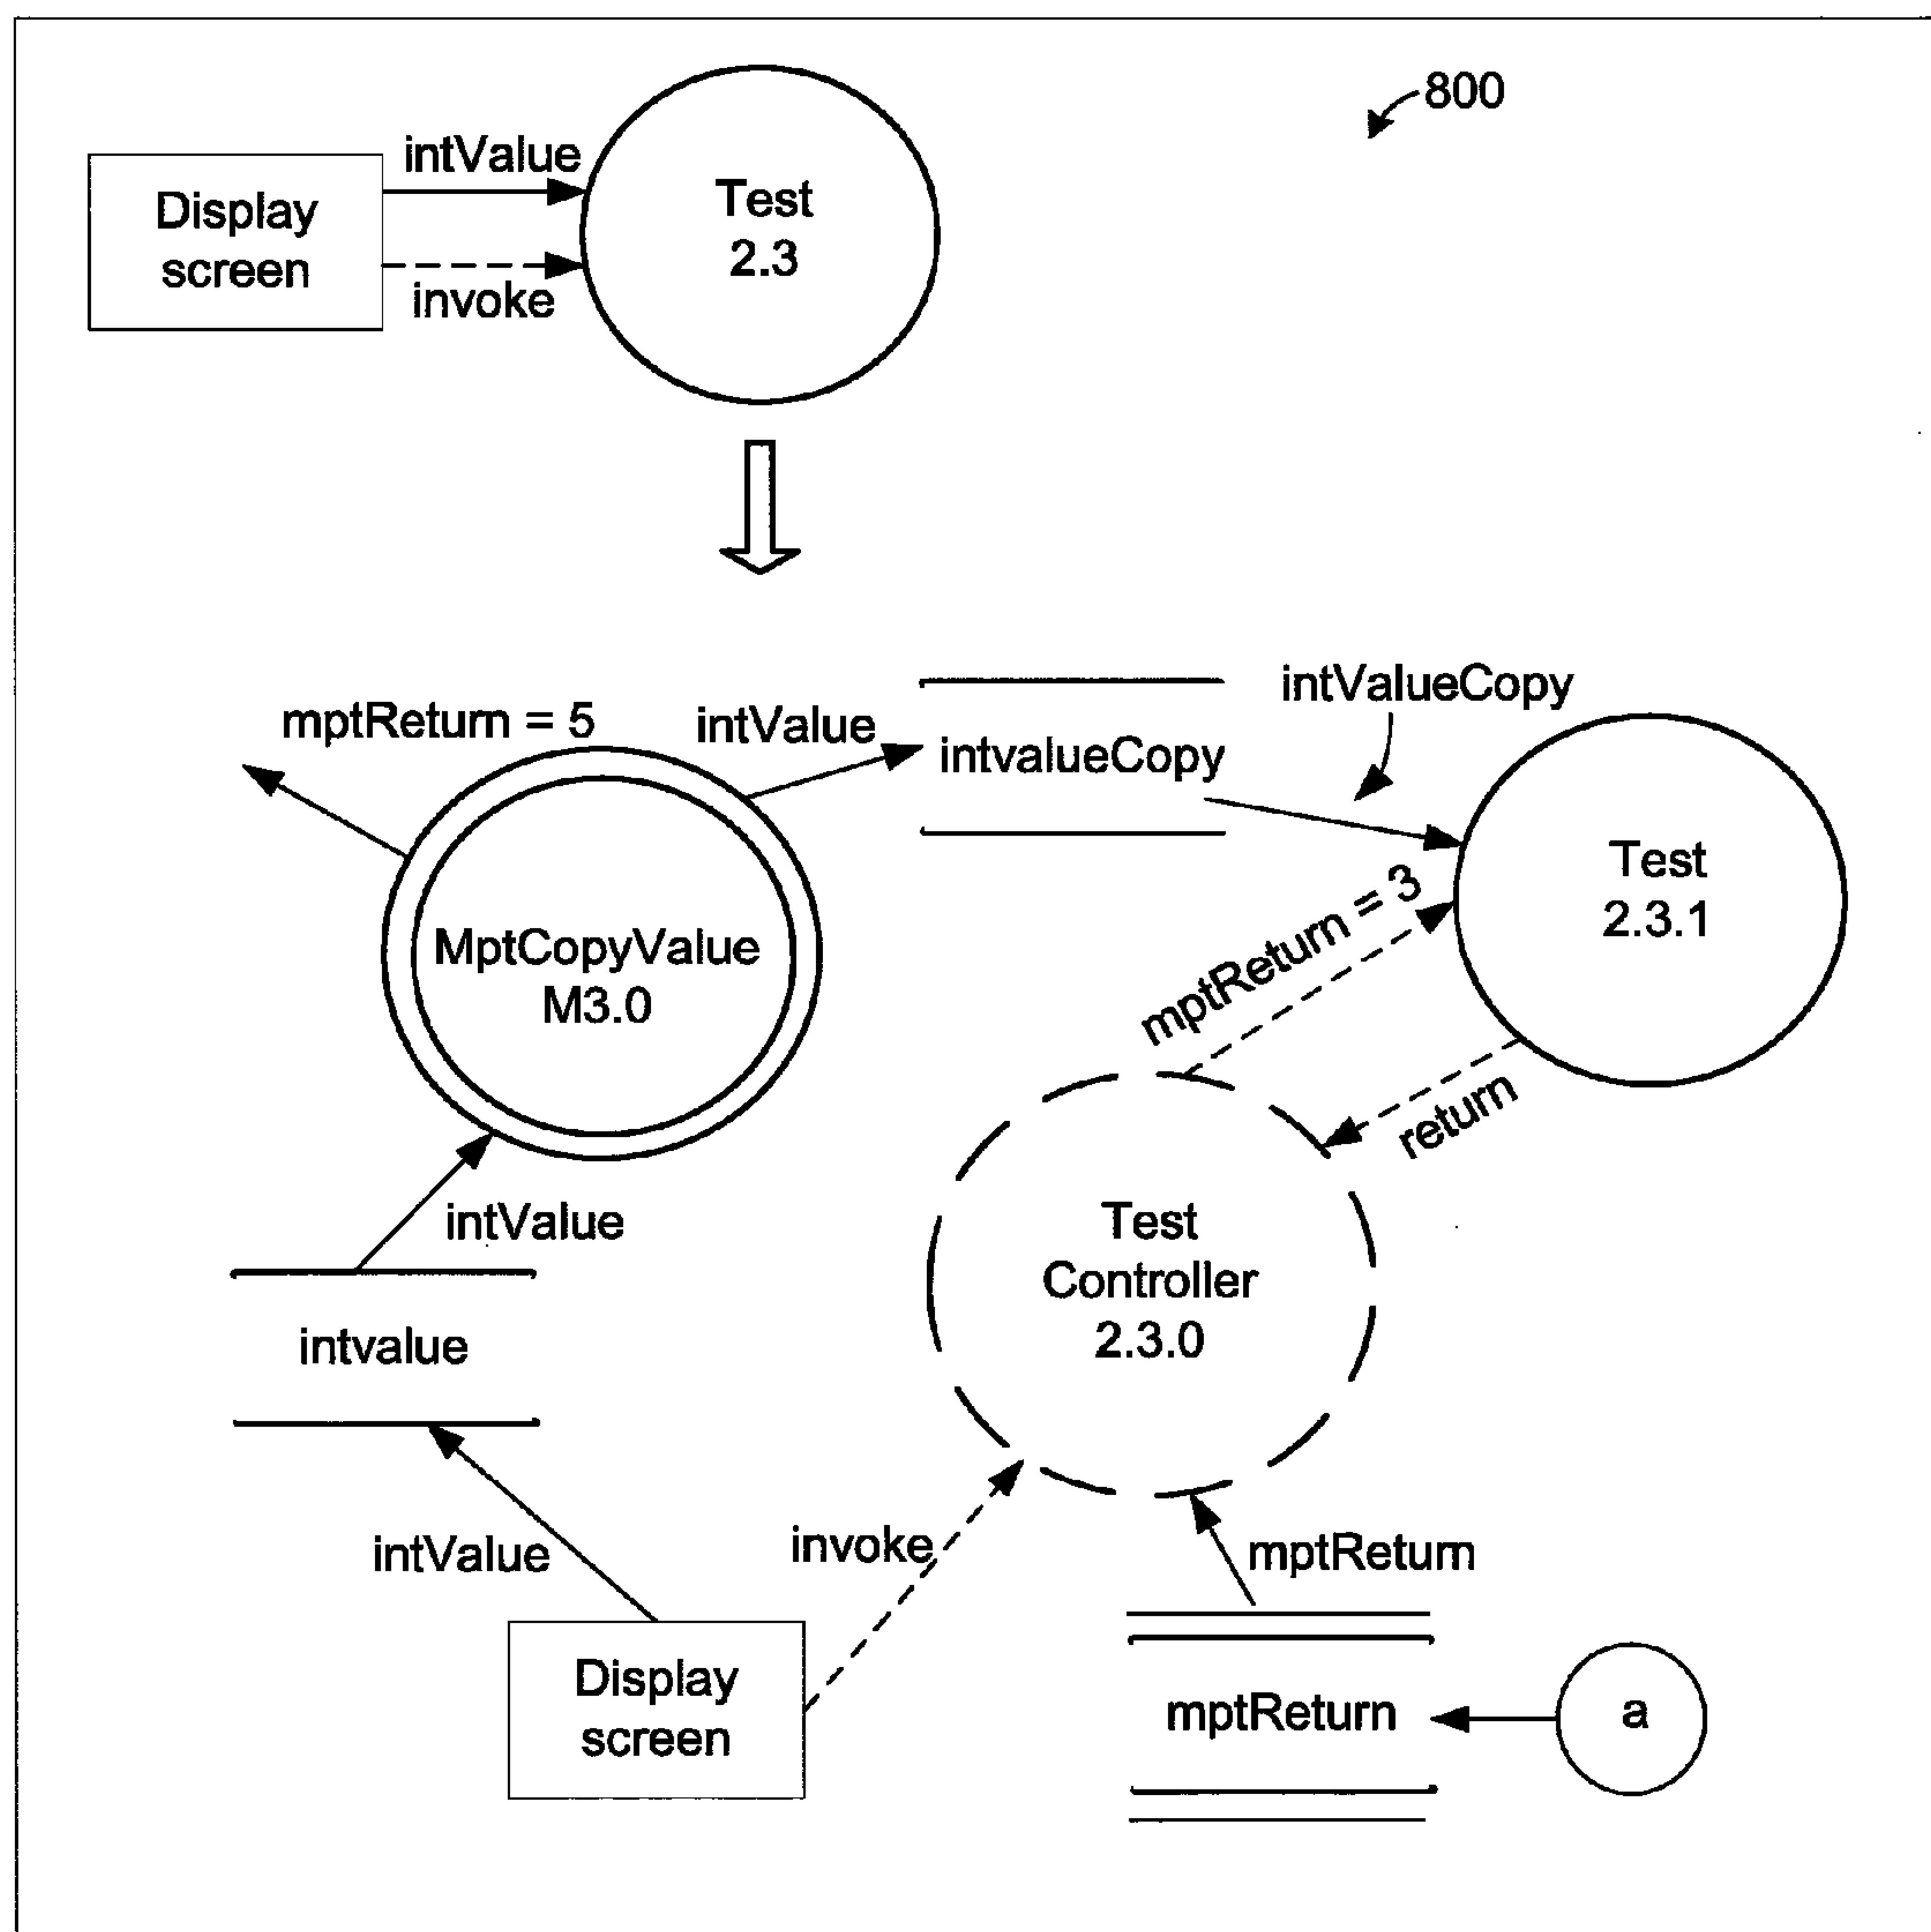 800
intValue
Display
screen
invoke
Test
2.3
mptReturn = 5
intValue
intvalueCopy
intValueCopy
Test
2.3.1
mptReturn = 3
return
MptCopyValue
M3.0
intValue
Test
Controller
2.3.0
intvalue
intValue
invoke
mptReturn
Display
screen
mptReturn
a